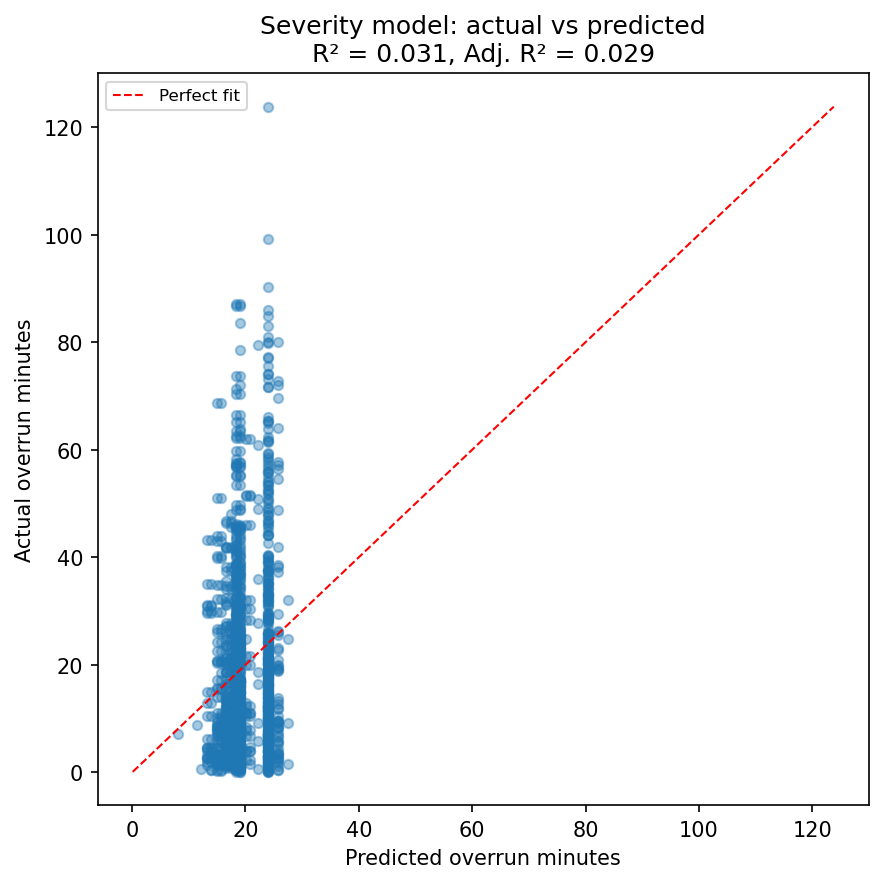 Severity model: actual vs predicted
R² = 0.031, Adj. R² = 0.029
Perfect fit
120
100
80
60
40
20
0
Actual overrun minutes
0 20 40 60 80 100 120
Predicted overrun minutes